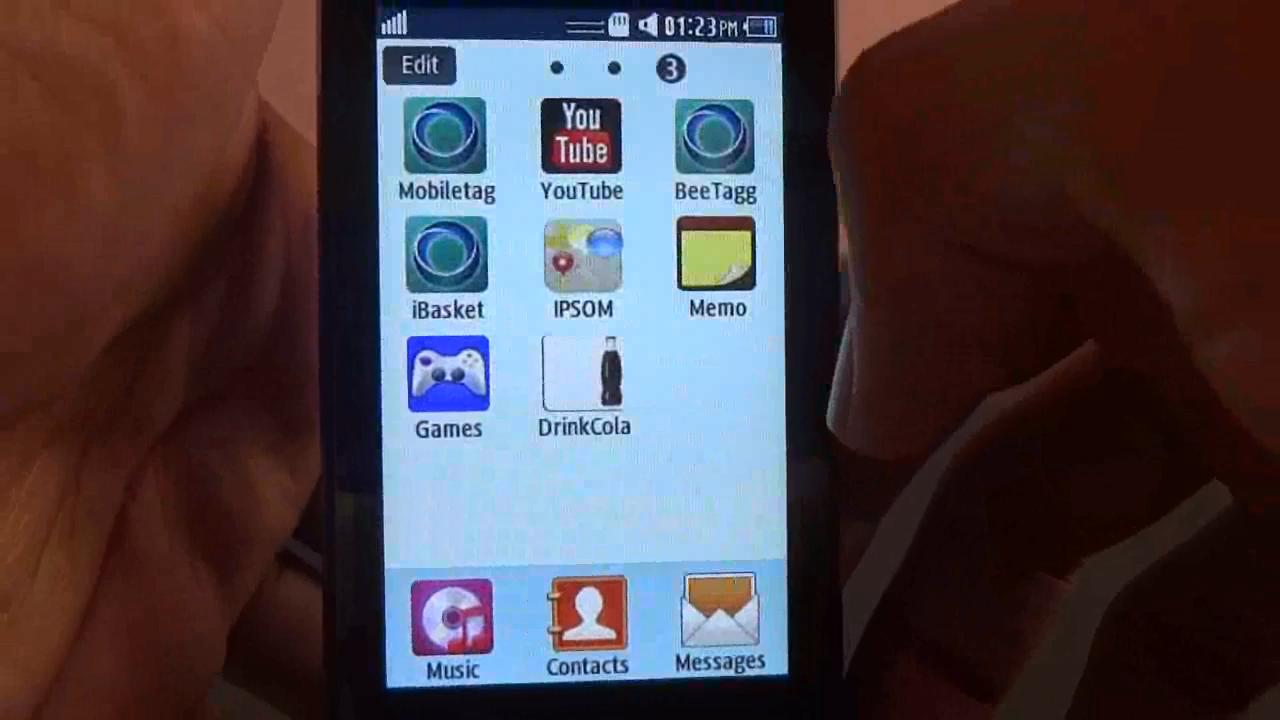 01:23PM
Edit
3
You
Tube
Mobiletag
YouTube
BeeTagg
iBasket
IPSOM
Memo
Games
DrinkCola
Music
Contacts
Messages